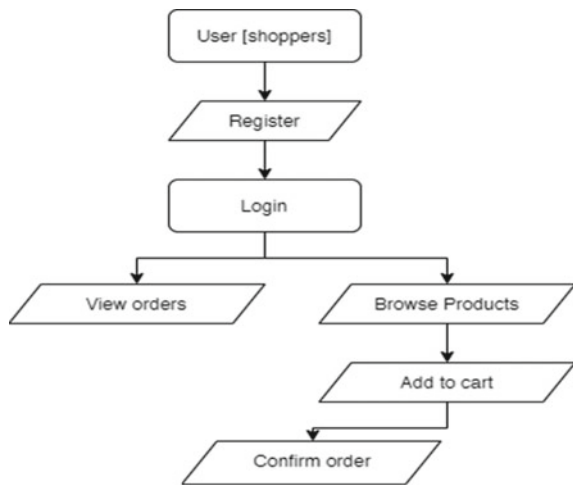 User [shoppers]
Register
Login
View orders
Browse Products
Add to cart
Confirm order